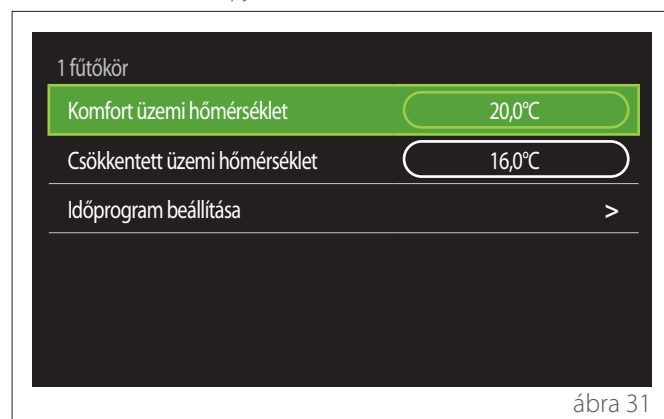 1 fűtőkör
Komfort üzemi hőmérséklet 20,0°C
Csökkentett üzemi hőmérséklet 16,0°C
Időprogram beállítása >
ábra 31